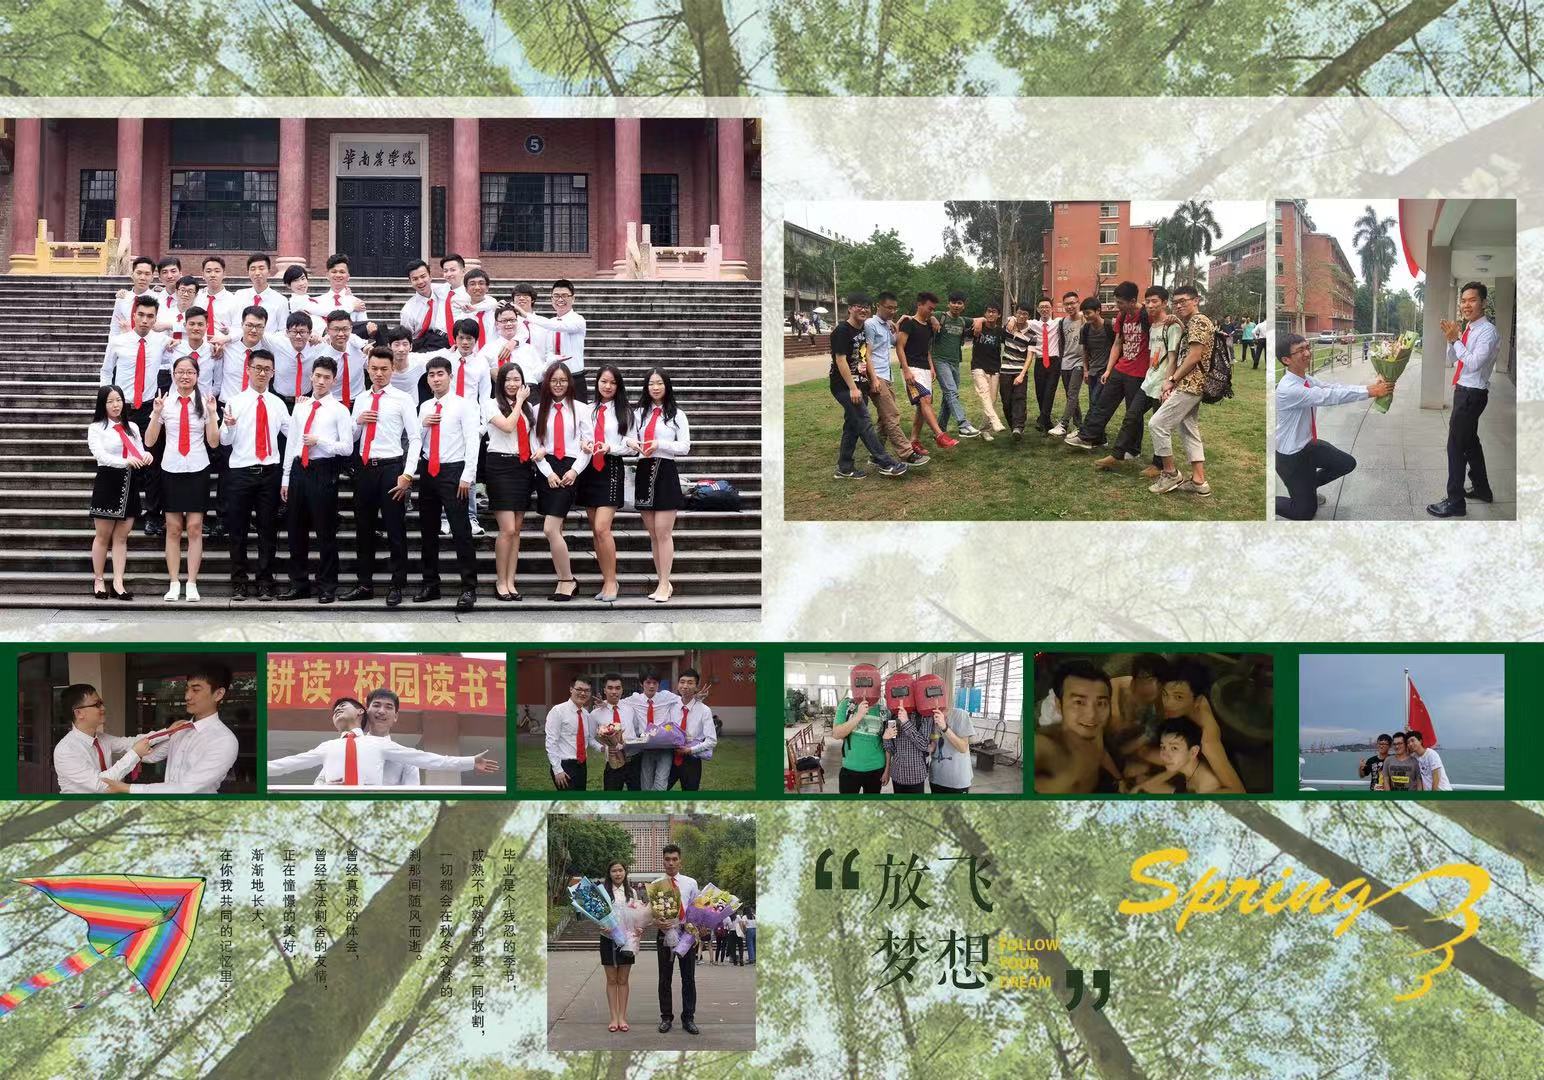 華南農學院
5
耕读”校园读书节
毕业是个残忍的季节，
成熟不成熟的都要一同收割，
一切都会在秋冬交替的
刹那间随风而逝。
曾经真诚的体会，
曾经无法割舍的友情，
正在憧憬的美好，
渐渐地长大，
在你我共同的记忆里……
“放飞
梦想”
FOLLOW
YOUR
DREAM
Spring